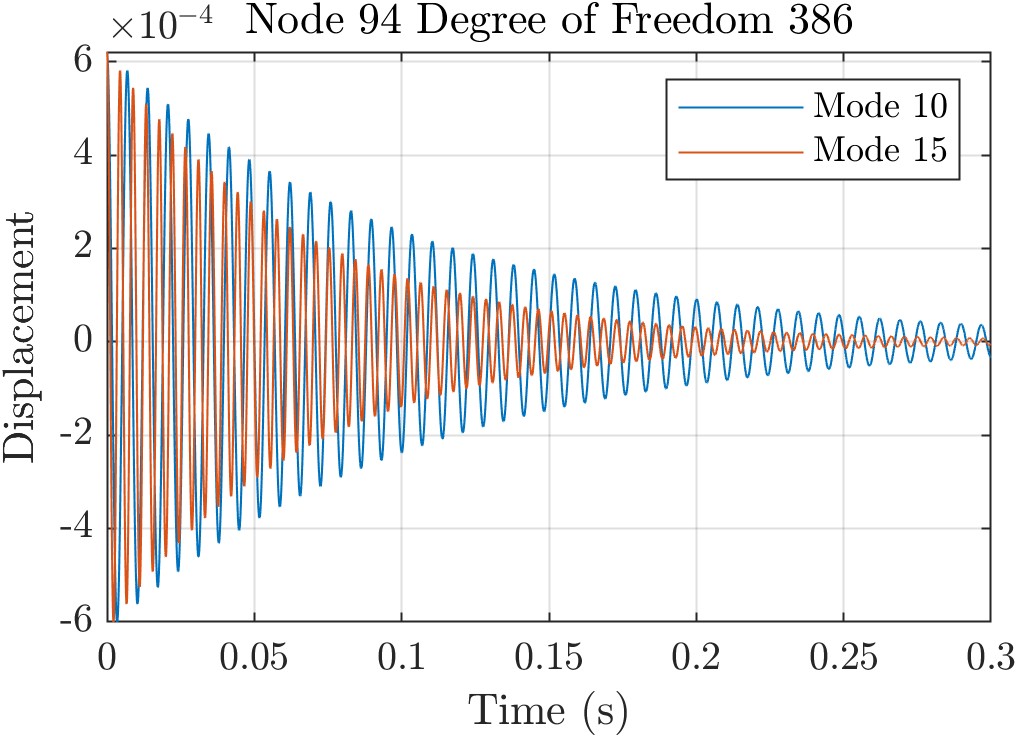 ×10⁻⁴ Node 94 Degree of Freedom 386
Mode 10
Mode 15
Displacement
6
4
2
0
-2
-4
-6
0 0.05 0.1 0.15 0.2 0.25 0.3
Time (s)